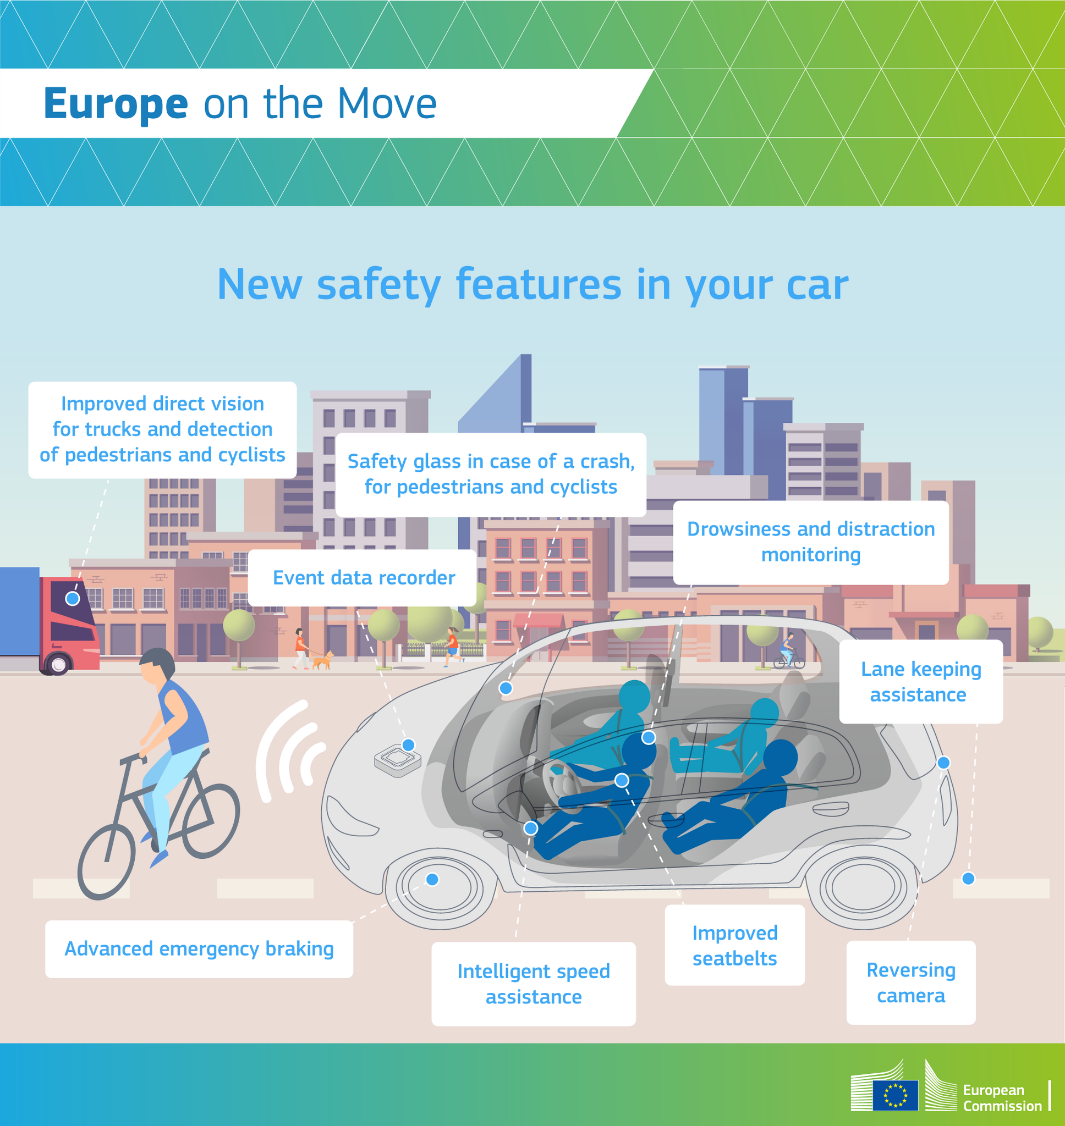 Europe on the Move
New safety features in your car
Improved direct vision
for trucks and detection
of pedestrians and cyclists
Safety glass in case of a crash,
for pedestrians and cyclists
Drowsiness and distraction
monitoring
Event data recorder
Lane keeping
assistance
Advanced emergency braking
Intelligent speed
assistance
Improved
seatbelts
Reversing
camera
European
Commission